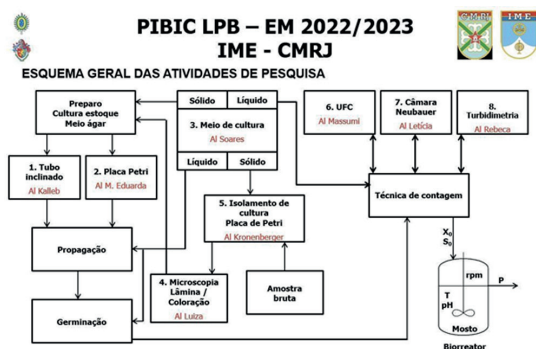 PIBIC LPB – EM 2022/2023
IME - CMRJ
IME
ESQUEMA GERAL DAS ATIVIDADES DE PESQUISA
Preparo
Cultura estoque
Meio ágar
Sólido
Líquido
3. Meio de cultura
Al Soares
Líquido
Sólido
6. UFC
Al Massumi
7. Câmara
Neubauer
Al Letícia
8.
Turbidimetria
Al Rebeca
1. Tubo
inclinado
Al Kalleb
2. Placa Petri
Al M. Eduarda
5. Isolamento de
cultura
Placa de Petri
Al Kronenberger
Técnica de contagem
Propagação
4. Microscopia
Lâmina /
Coloração
Al Luiza
Amostra
bruta
Germinação
X₀
S₀
rpm
P
T
pH
Mosto
Biorreator